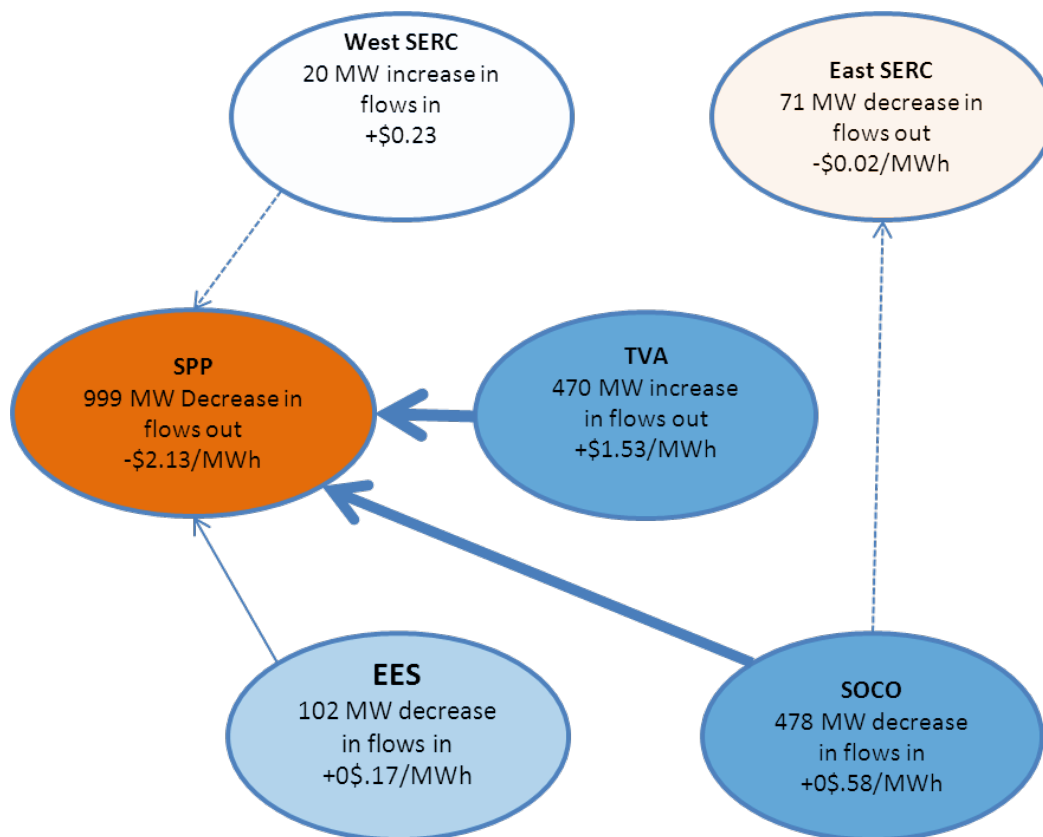 West SERC
20 MW increase in
flows in
+$0.23
East SERC
71 MW decrease in
flows out
-$0.02/MWh
SPP
999 MW Decrease in
flows out
-$2.13/MWh
TVA
470 MW increase
in flows out
+$1.53/MWh
EES
102 MW decrease
in flows in
+0$.17/MWh
SOCO
478 MW decrease
in flows in
+0$.58/MWh